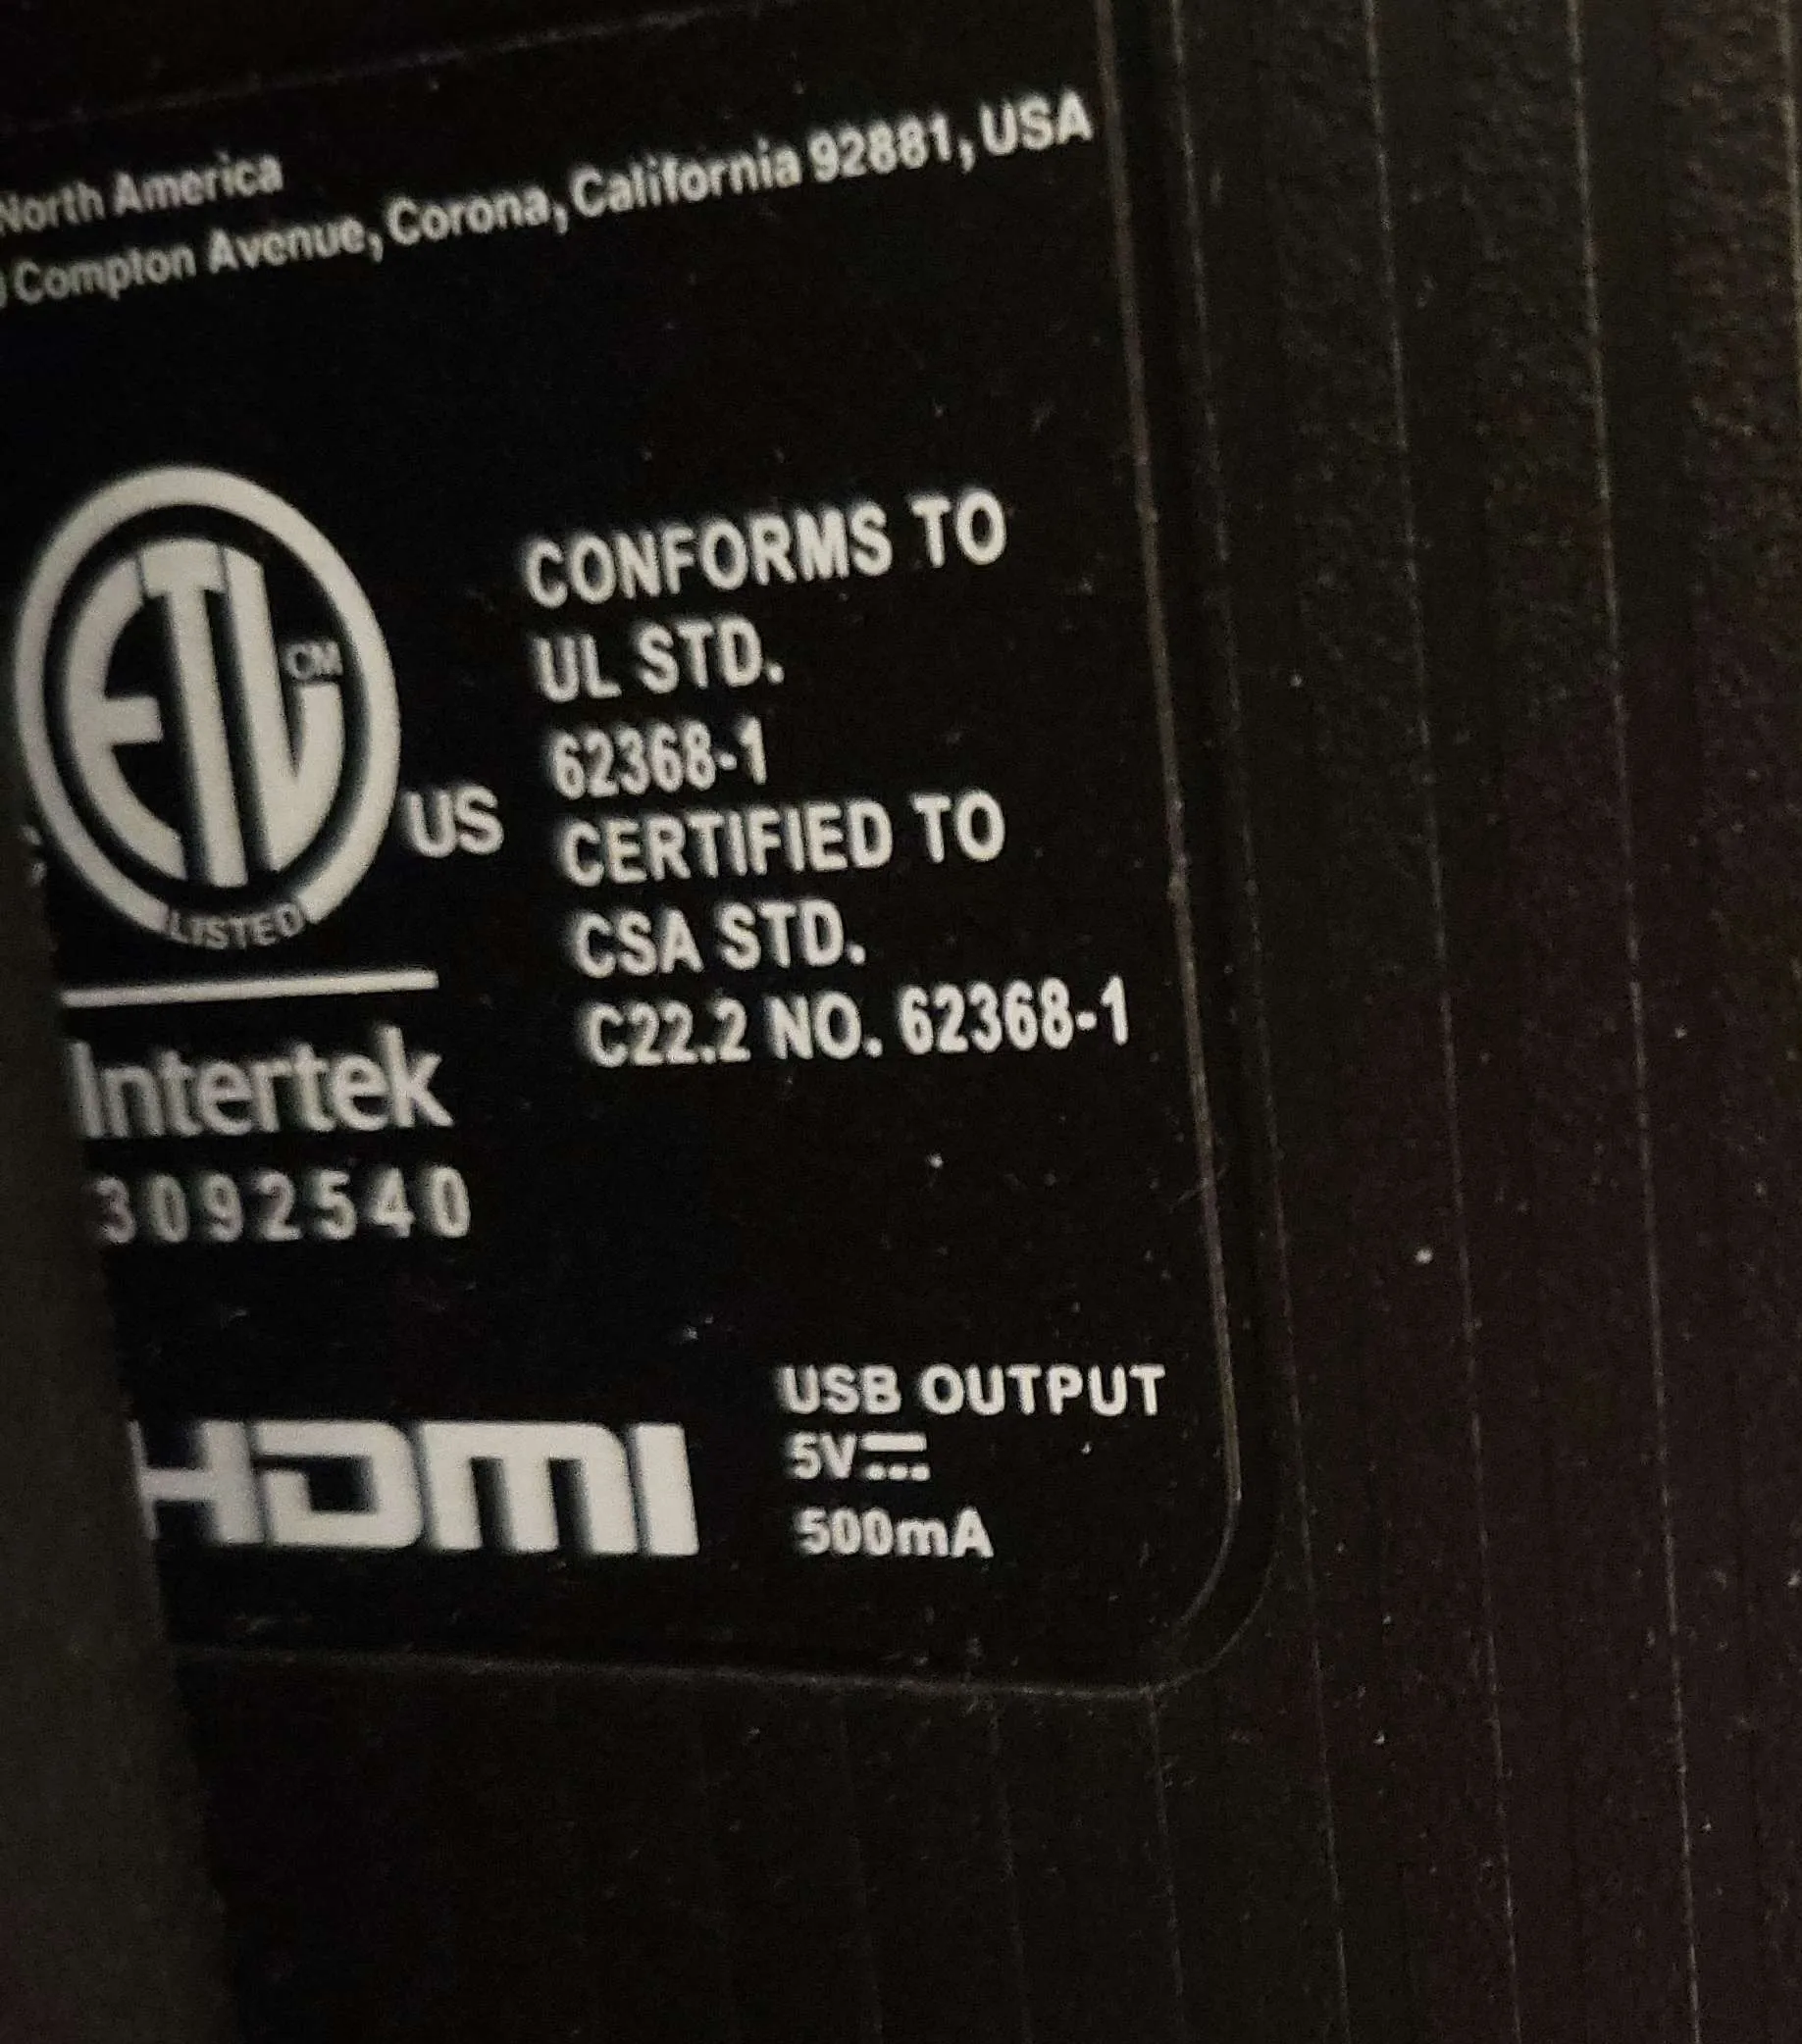 North America
Compton Avenue, Corona, California 92881, USA
ETL CM
LISTED
US
Intertek
3092540
CONFORMS TO
UL STD.
62368-1
CERTIFIED TO
CSA STD.
C22.2 NO. 62368-1
HDMI
USB OUTPUT
5V⎓
500mA